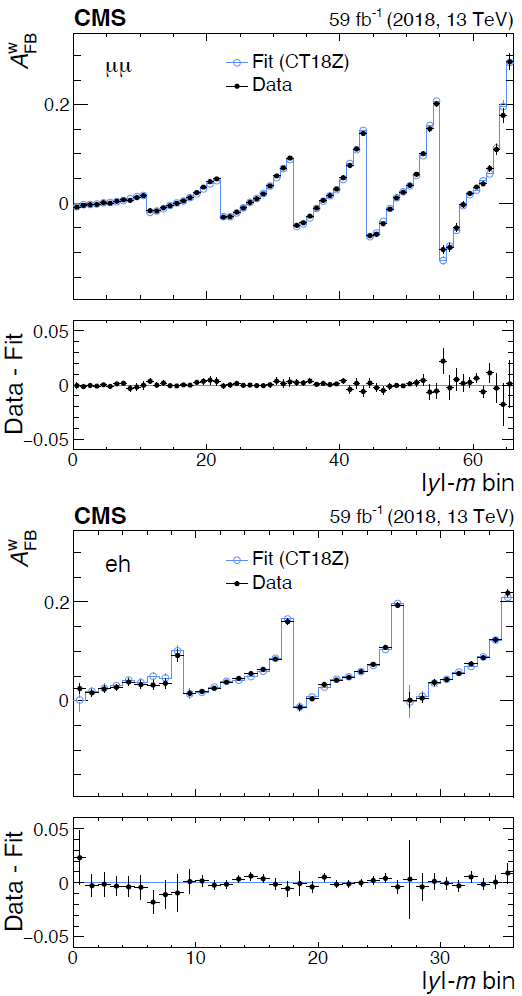 CMS 59 fb⁻¹ (2018, 13 TeV)
A^w_FB
μμ
Fit (CT18Z)
Data
0.2
0
Data - Fit
0.05
0
−0.05
0 20 40 60
|y|-m bin
CMS 59 fb⁻¹ (2018, 13 TeV)
A^w_FB
eh
Fit (CT18Z)
Data
0.2
0
Data - Fit
0.05
0
−0.05
0 10 20 30
|y|-m bin